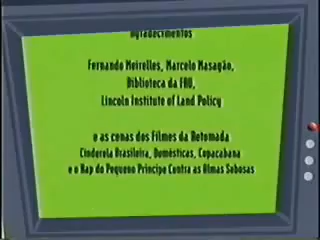 Agradecimentos
Fernando Meirelles, Marcelo Masagão,
Biblioteca da FAU,
Lincoln Institute of Land Policy
e as cenas dos Filmes da Retomada
Cinderela Brasileira, Domésticas, Copacabana
e o Rap do Pequeno Príncipe Contra as Almas Sebosas